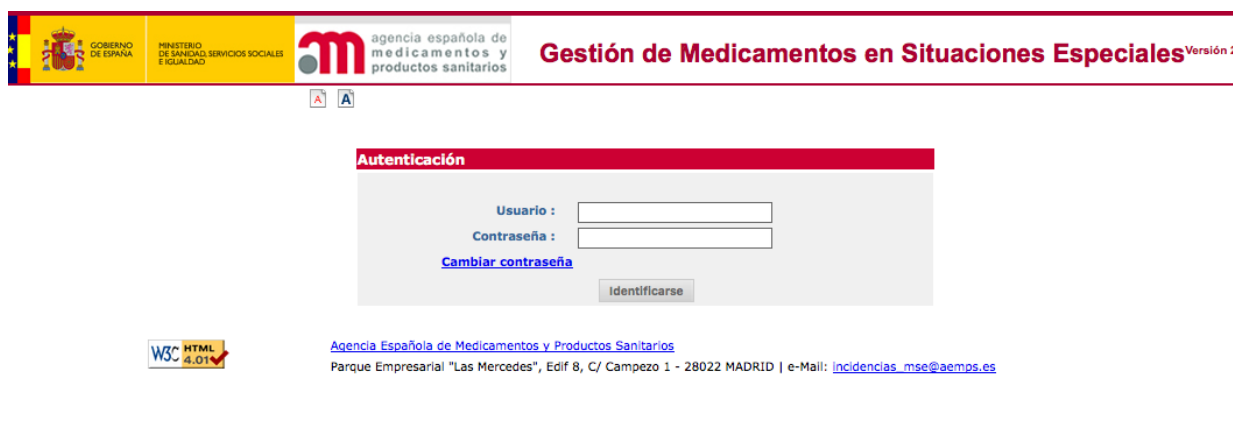 GOBIERNO
DE ESPAÑA
MINISTERIO
DE SANIDAD, SERVICIOS SOCIALES
E IGUALDAD
agencia española de
medicamentos y
productos sanitarios
Gestión de Medicamentos en Situaciones Especiales Versión 2
A A
Autenticación
Usuario :
Contraseña :
Cambiar contraseña
Identificarse
W3C HTML
4.01
Agencia Española de Medicamentos y Productos Sanitarios
Parque Empresarial "Las Mercedes", Edif 8, C/ Campezo 1 - 28022 MADRID | e-Mail: incidencias_mse@aemps.es